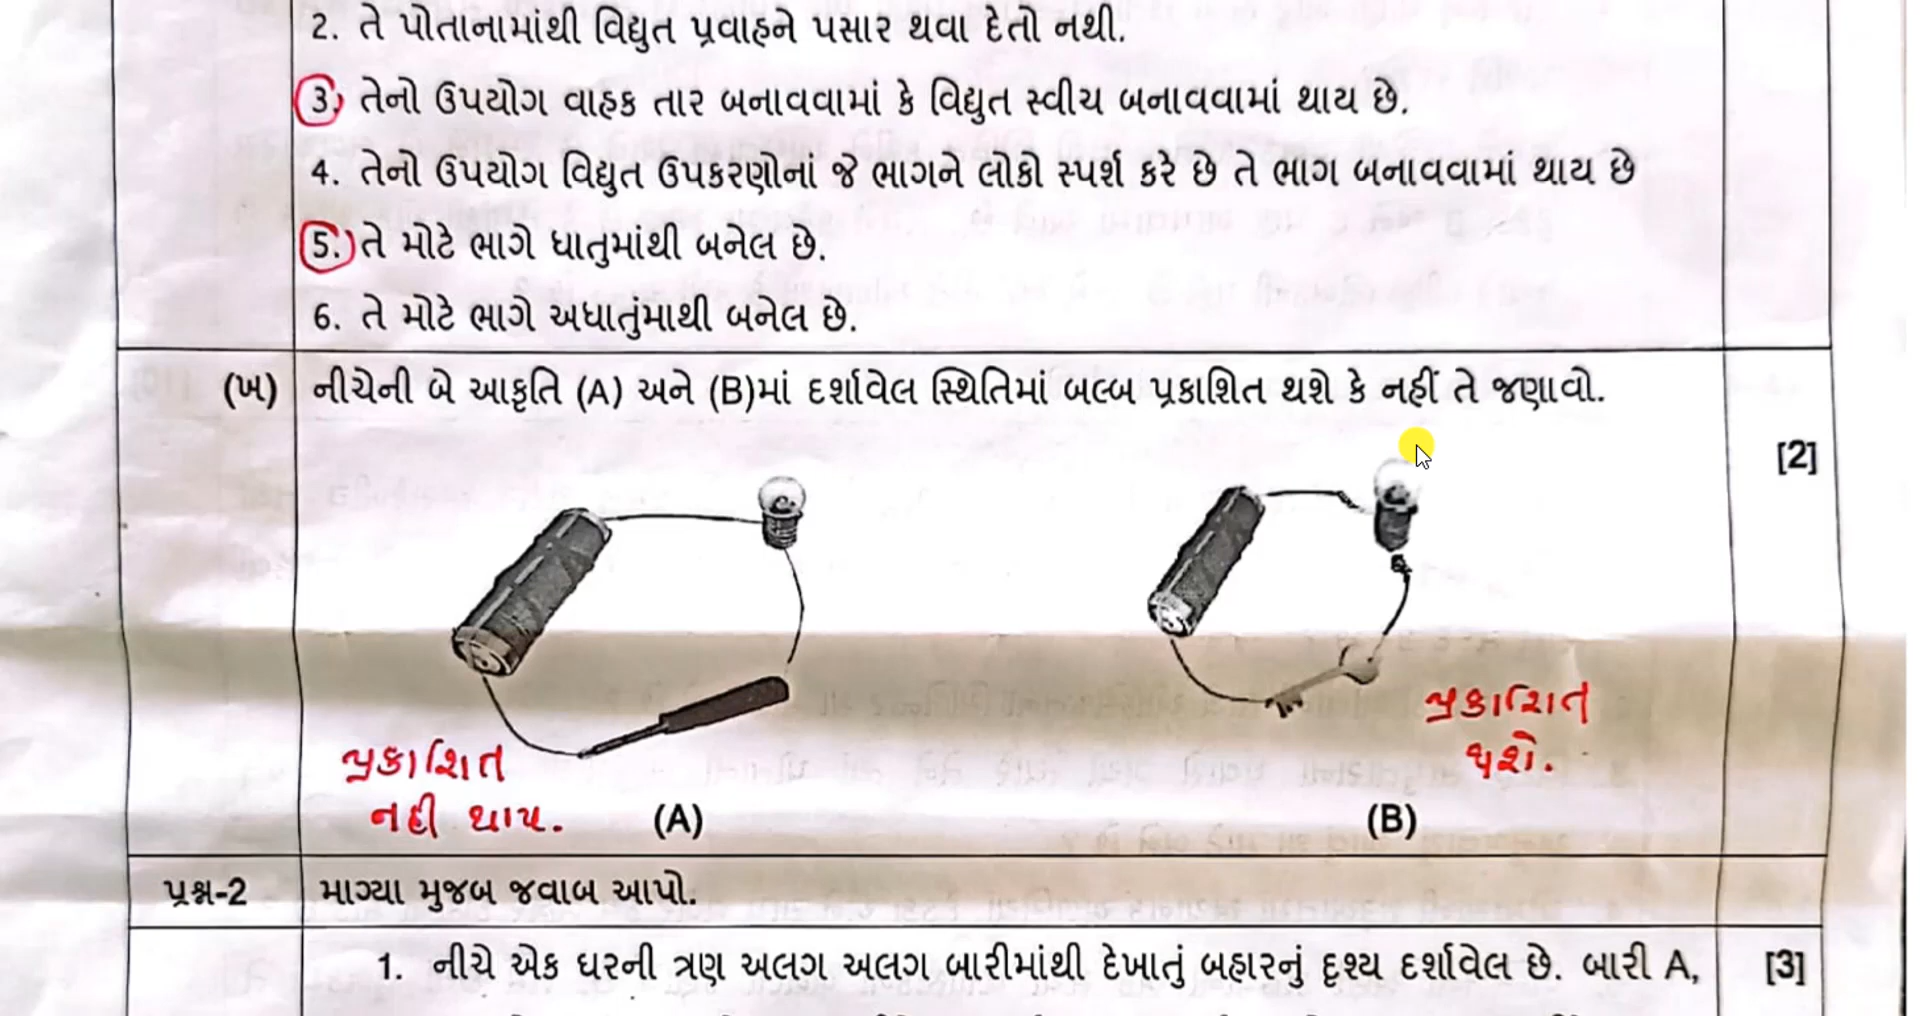 2. તે પોતાનામાંથી વિદ્યુત પ્રવાહને પસાર થવા દેતો નથી.
3. તેનો ઉપયોગ વાહક તાર બનાવવામાં કે વિદ્યુત સ્વીચ બનાવવામાં થાય છે.
4. તેનો ઉપયોગ વિદ્યુત ઉપકરણોનાં જે ભાગને લોકો સ્પર્શ કરે છે તે ભાગ બનાવવામાં થાય છે
5. તે મોટે ભાગે ધાતુમાંથી બનેલ છે.
6. તે મોટે ભાગે અધાતુંમાથી બનેલ છે.
(ખ) નીચેની બે આકૃતિ (A) અને (B)માં દર્શાવેલ સ્થિતિમાં બલ્બ પ્રકાશિત થશે કે નહીં તે જણાવો.
[2]
પ્રકાશિત
નહી થાય.
(A)
પ્રકાશિત
થશે.
(B)
પ્રશ્ન-2 માગ્યા મુજબ જવાબ આપો.
1. નીચે એક ઘરની ત્રણ અલગ અલગ બારીમાંથી દેખાતું બહારનું દૃશ્ય દર્શાવેલ છે. બારી A, [3]